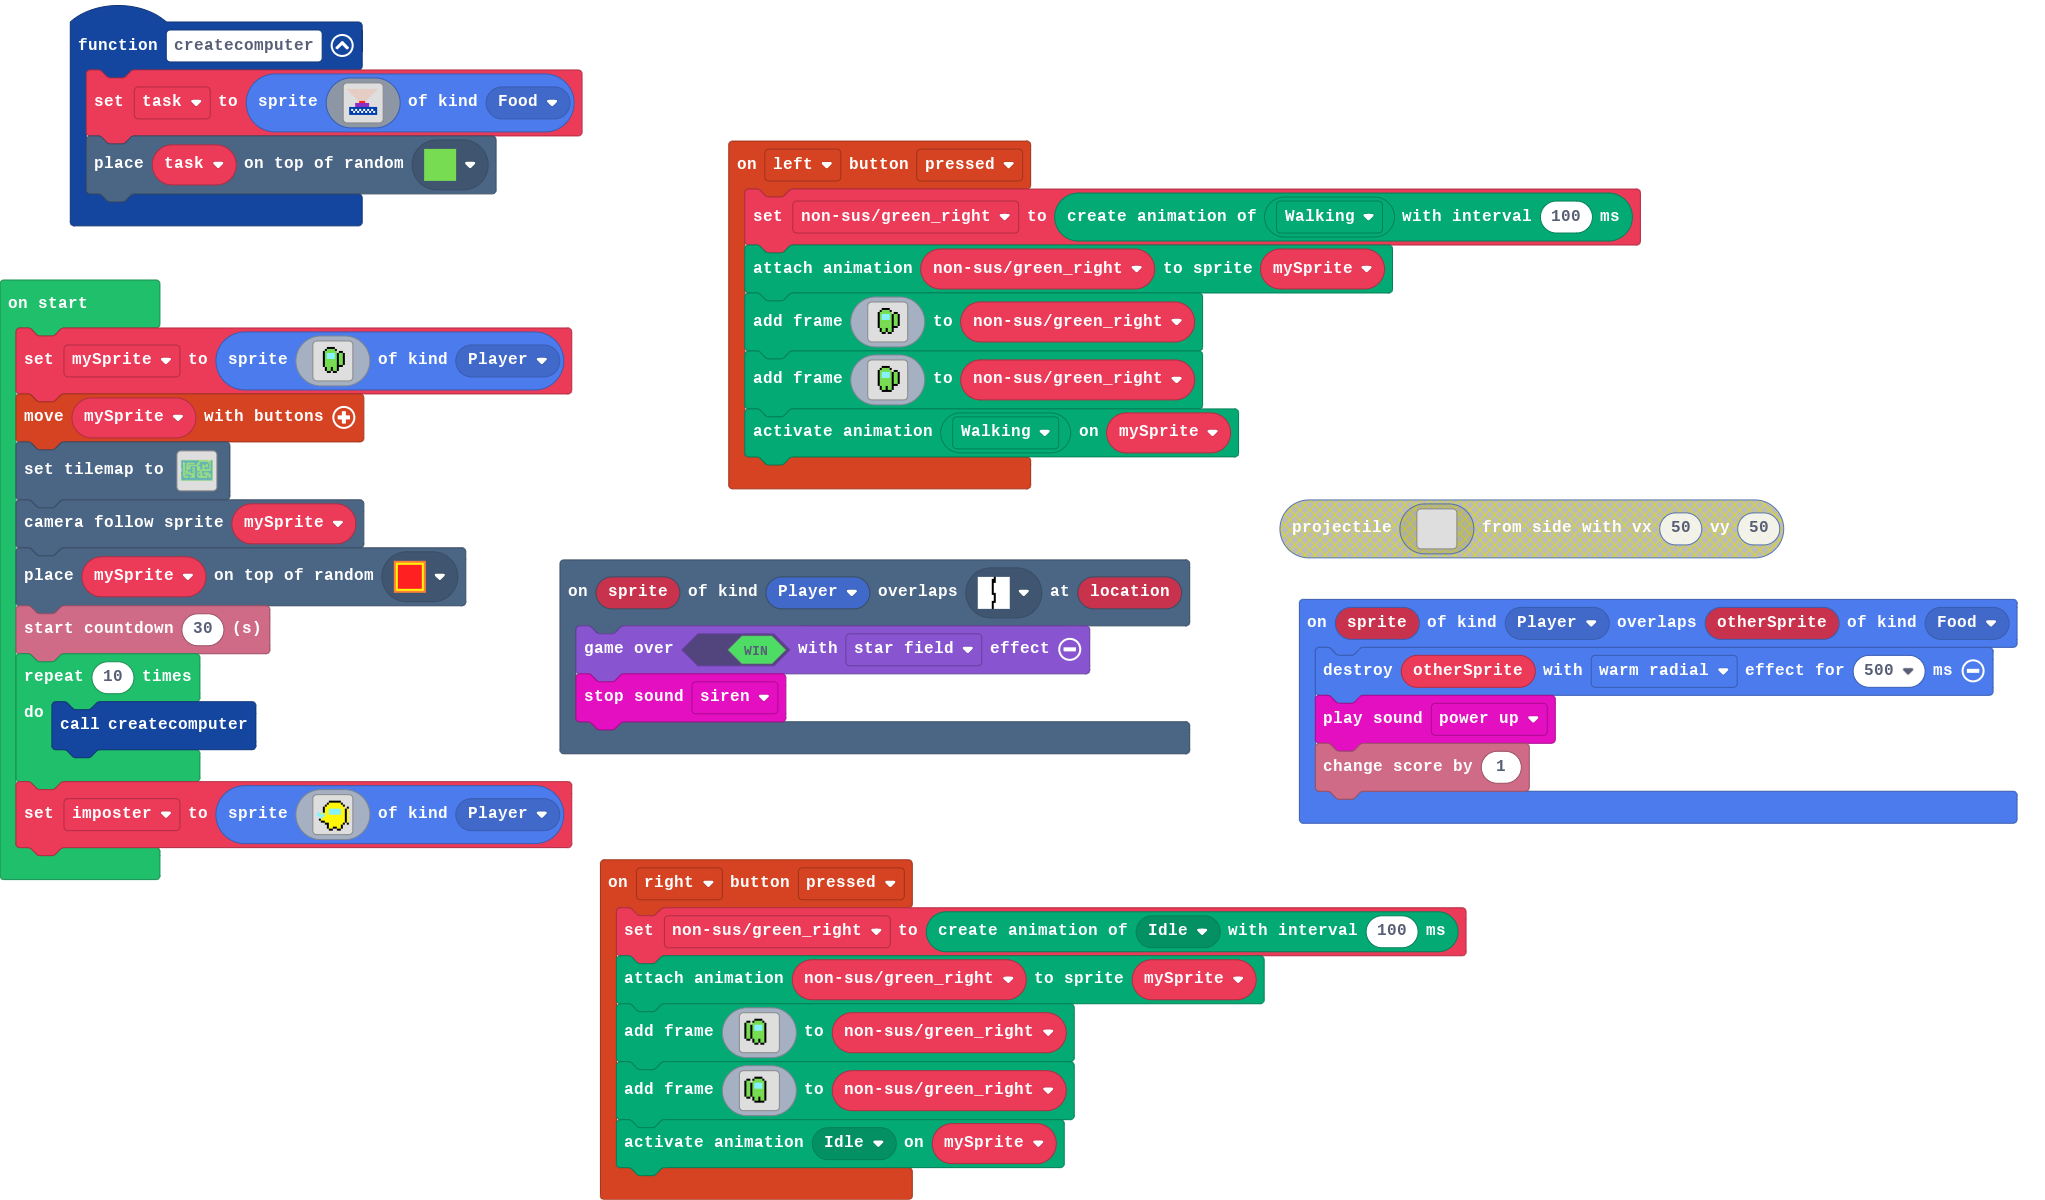 function createcomputer
set task to sprite of kind Food
place task on top of random
on left button pressed
set non-sus/green_right to create animation of Walking with interval 100 ms
attach animation non-sus/green_right to sprite mySprite
add frame to non-sus/green_right
add frame to non-sus/green_right
activate animation Walking on mySprite
on start
set mySprite to sprite of kind Player
move mySprite with buttons
set tilemap to
camera follow sprite mySprite
place mySprite on top of random
start countdown 30 (s)
repeat 10 times
do
call createcomputer
set imposter to sprite of kind Player
projectile from side with vx 50 vy 50
on sprite of kind Player overlaps at location
game over WIN with star field effect
stop sound siren
on sprite of kind Player overlaps otherSprite of kind Food
destroy otherSprite with warm radial effect for 500 ms
play sound power up
change score by 1
on right button pressed
set non-sus/green_right to create animation of Idle with interval 100 ms
attach animation non-sus/green_right to sprite mySprite
add frame to non-sus/green_right
add frame to non-sus/green_right
activate animation Idle on mySprite